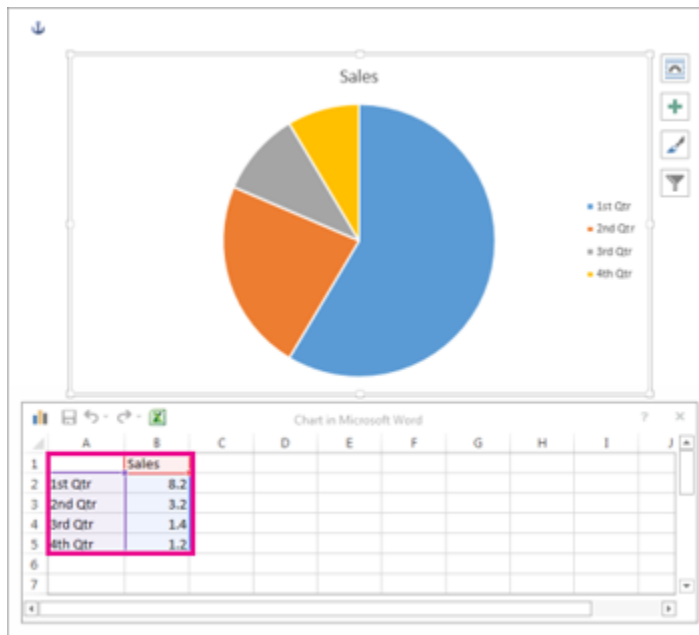 Sales
1st Qtr
2nd Qtr
3rd Qtr
4th Qtr
Chart in Microsoft Word ? ×
A B C D E F G H I J
1 Sales
2 1st Qtr 8.2
3 2nd Qtr 3.2
4 3rd Qtr 1.4
5 4th Qtr 1.2
6
7